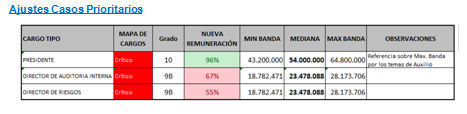 Ajustes Casos Prioritarios
CARGO TIPO MAPA DE CARGOS Grado NUEVA REMUNERACIÓN MIN BANDA MEDIANA MAX BANDA OBSERVACIONES
PRESIDENTE Crítico 10 96% 43.200.000 54.000.000 64.800.000 Referencia sobre Max. Banda por los temas de Auxilio
DIRECTOR DE AUDITORIA INTERNA Crítico 9B 67% 18.782.471 23.478.088 28.173.706
DIRECTOR DE RIESGOS Crítico 9B 55% 18.782.471 23.478.088 28.173.706